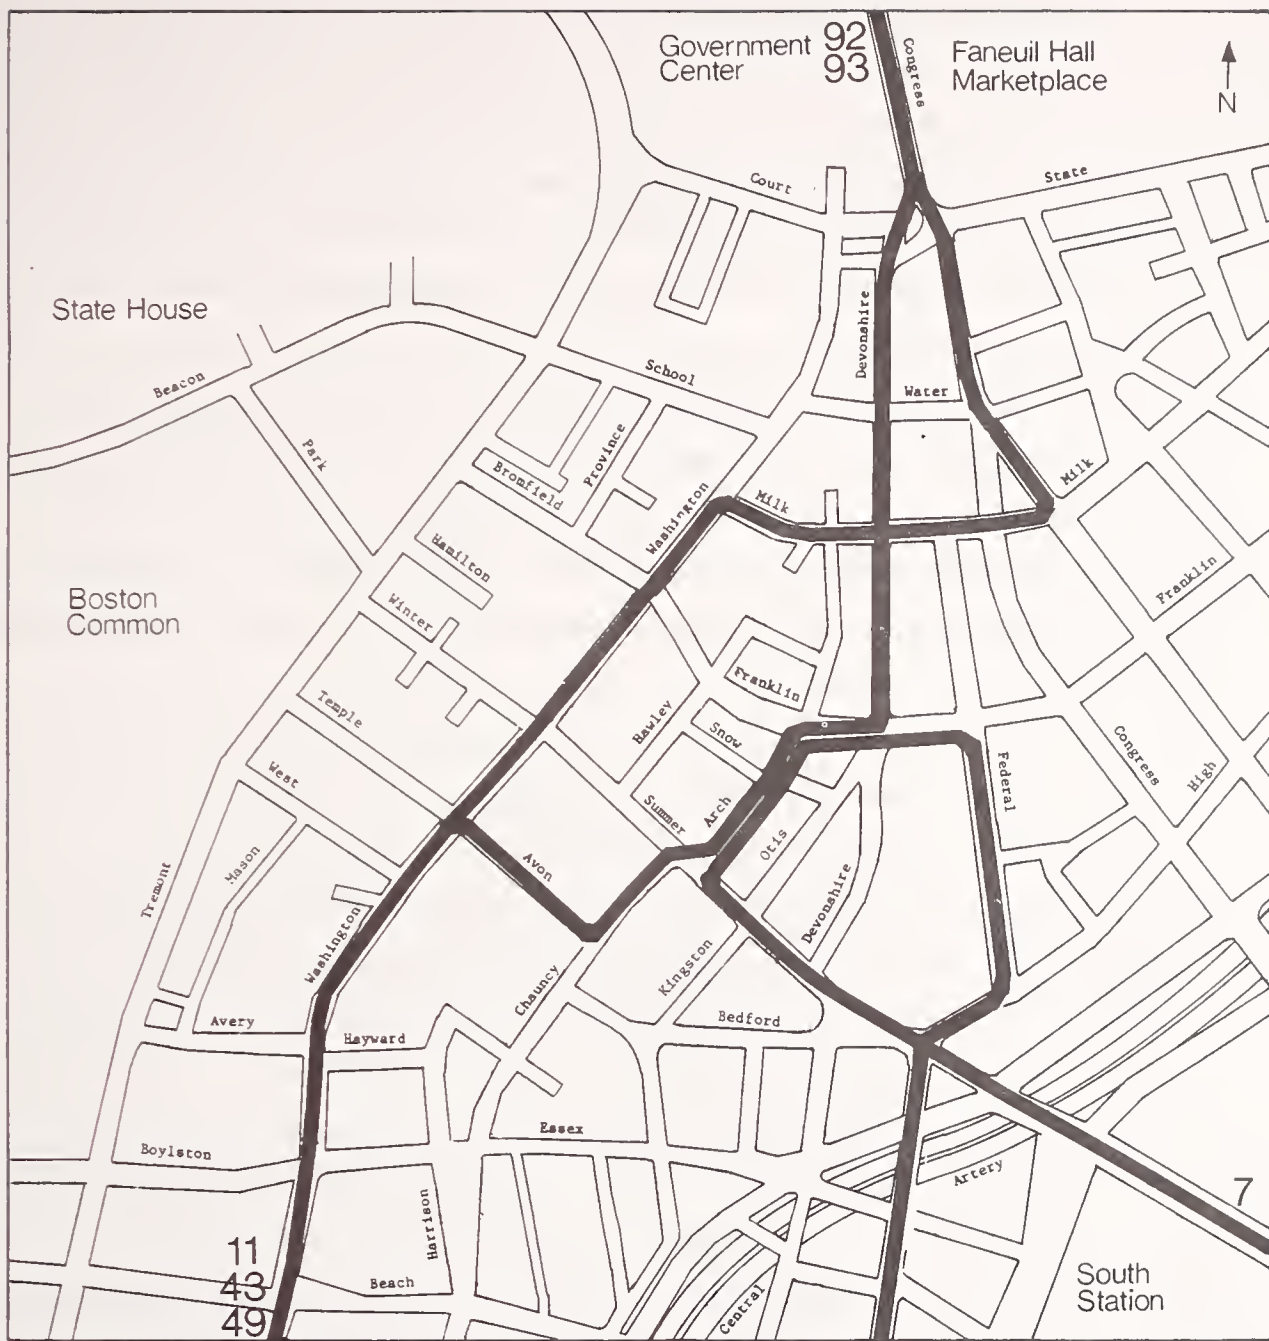 Government 92
Center 93
Congress
Faneuil Hall
Marketplace
N
Court
State
State House
Beacon
Devonshire
School
Water
Park
Province
Bromfield
Washington
Milk
Milk
Hamilton
Franklin
Boston
Common
Winter
Franklin
Temple
Hawley
Snow
Congress
High
Federal
West
Summer
Arch
Otis
Mason
Avon
Tremont
Devonshire
Washington
Chauncy
Kingston
Avery
Hayward
Bedford
Essex
Boylston
Artery
7
Harrison
11
43
49
Beach
Central
South
Station